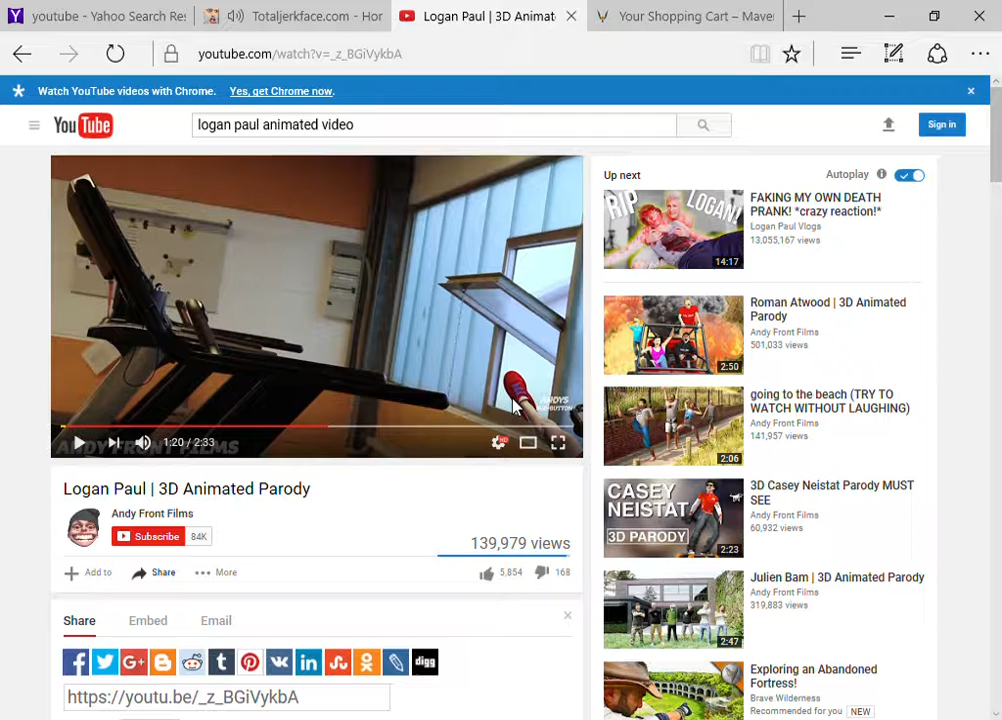 youtube - Yahoo Search Res
Totaljerkface.com - Hor
Logan Paul | 3D Animat
Your Shopping Cart – Maver
youtube.com/watch?v=_z_BGiVykbA
Watch YouTube videos with Chrome. Yes, get Chrome now.
YouTube
logan paul animated video
Sign in
ANDYS
ANDY FRONT FILMS
1:20 / 2:33
HD
Logan Paul | 3D Animated Parody
Andy Front Films
Subscribe 84K
139,979 views
Add to
Share
More
5,854
168
Share
Embed
Email
digg
https://youtu.be/_z_BGiVykbA
Up next
Autoplay
RIP LOGAN!
14:17
FAKING MY OWN DEATH
PRANK! *crazy reaction!*
Logan Paul Vlogs
13,055,167 views
2:50
Roman Atwood | 3D Animated
Parody
Andy Front Films
501,033 views
2:06
going to the beach (TRY TO
WATCH WITHOUT LAUGHING)
Andy Front Films
141,957 views
CASEY
NEISTAT
3D PARODY
2:23
3D Casey Neistat Parody MUST
SEE
Andy Front Films
60,932 views
2:47
Julien Bam | 3D Animated Parody
Andy Front Films
319,883 views
Exploring an Abandoned
Fortress!
Brave Wilderness
Recommended for you NEW